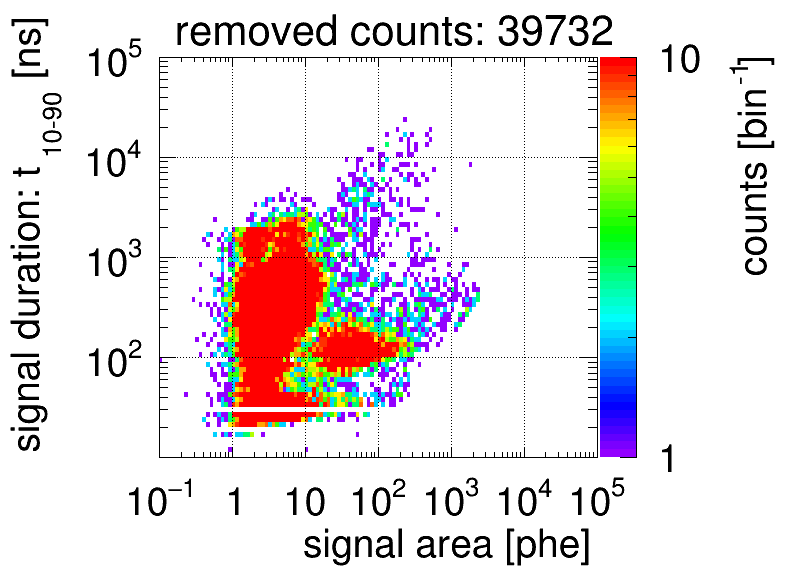 removed counts: 39732
signal duration: t 10-90 [ns]
10^5
10^4
10^3
10^2
10^−1 1 10 10^2 10^3 10^4 10^5
signal area [phe]
10
1
counts [bin^-1]